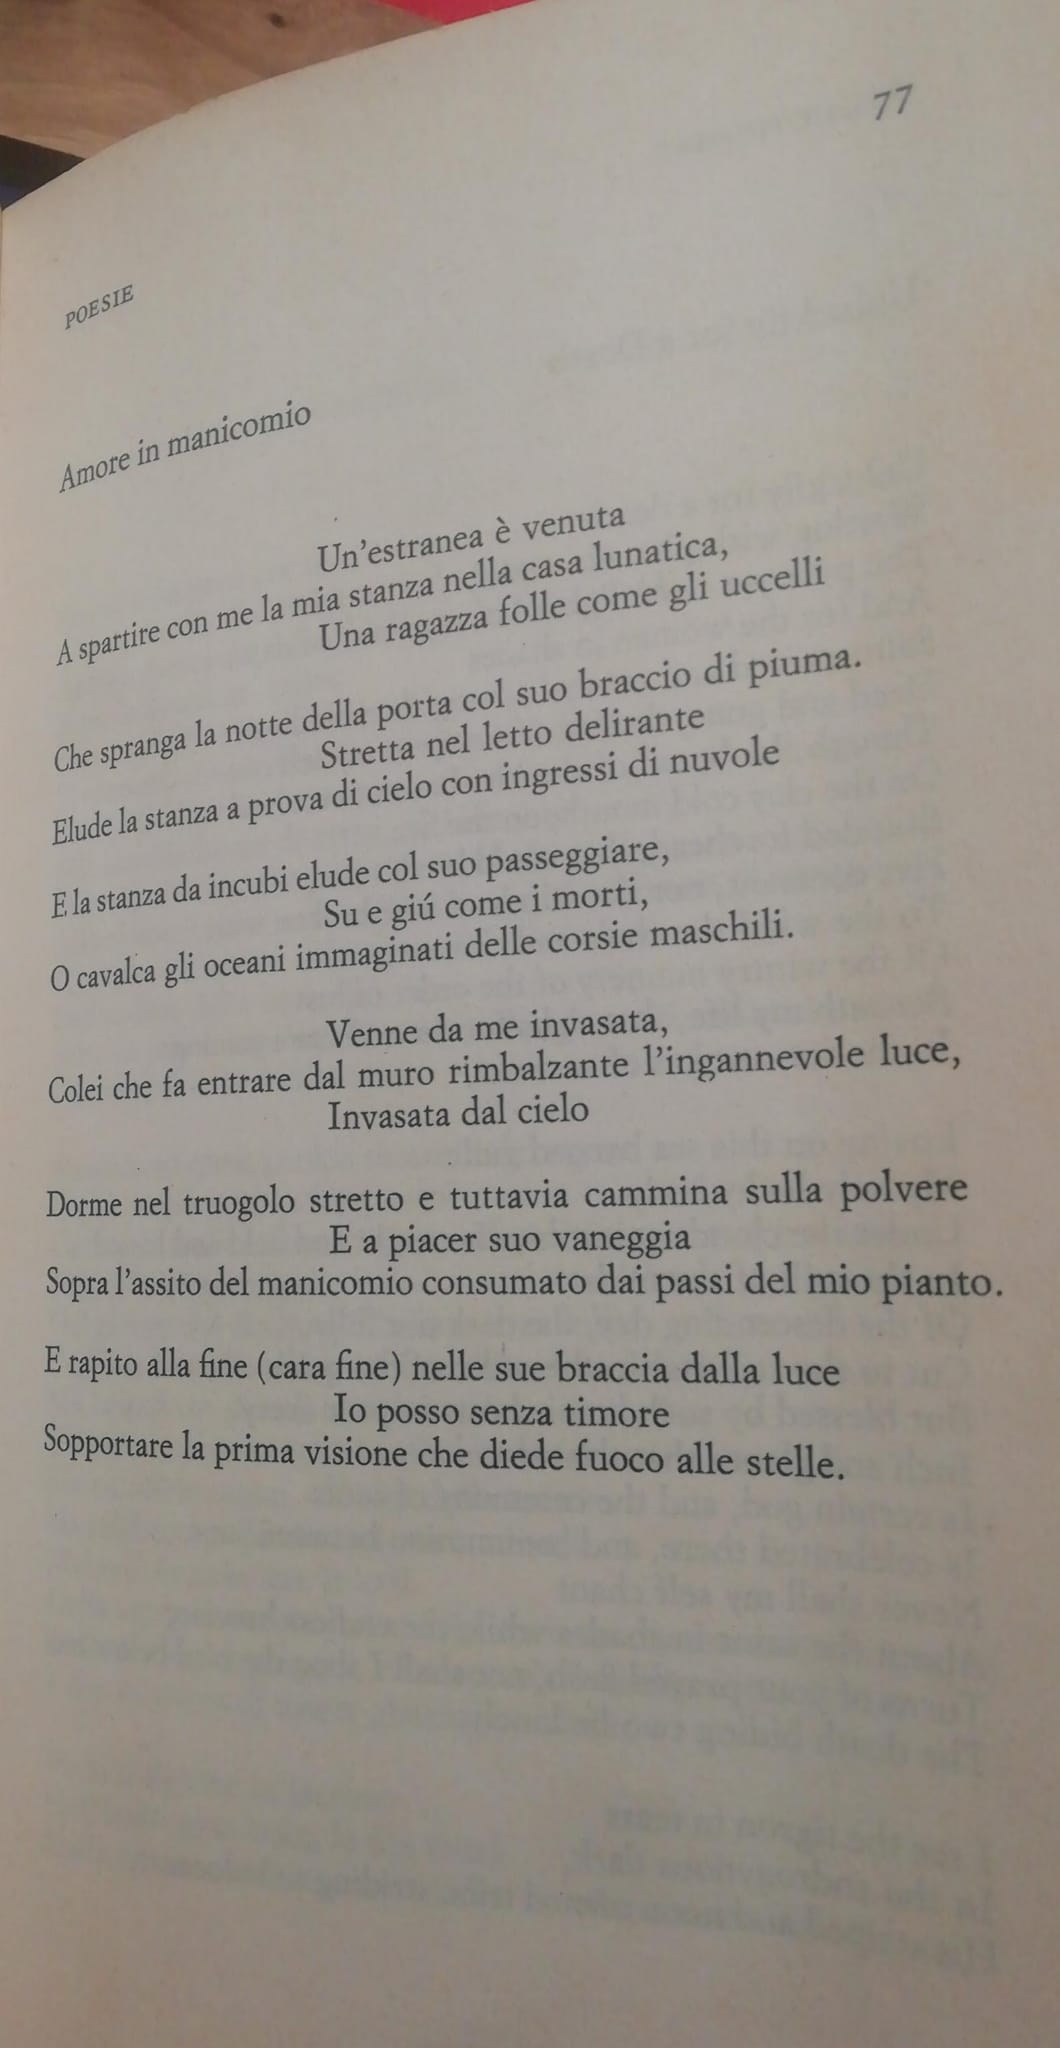 77
POESIE
Amore in manicomio
Un'estranea è venuta
A spartire con me la mia stanza nella casa lunatica,
Una ragazza folle come gli uccelli
Che spranga la notte della porta col suo braccio di piuma.
Stretta nel letto delirante
Elude la stanza a prova di cielo con ingressi di nuvole
E la stanza da incubi elude col suo passeggiare,
Su e giú come i morti,
O cavalca gli oceani immaginati delle corsie maschili.
Venne da me invasata,
Colei che fa entrare dal muro rimbalzante l'ingannevole luce,
Invasata dal cielo
Dorme nel truogolo stretto e tuttavia cammina sulla polvere
E a piacer suo vaneggia
Sopra l'assito del manicomio consumato dai passi del mio pianto.
E rapito alla fine (cara fine) nelle sue braccia dalla luce
Io posso senza timore
Sopportare la prima visione che diede fuoco alle stelle.